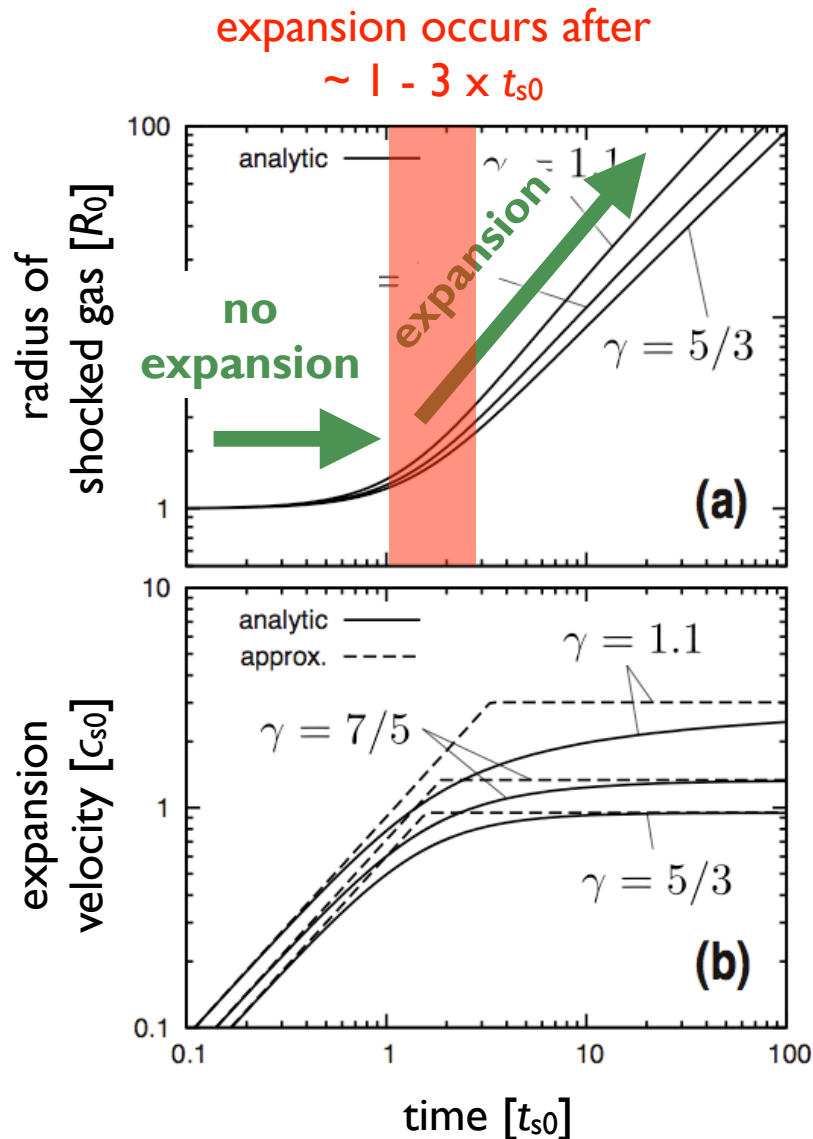 expansion occurs after
~ 1 - 3 x ts0
radius of
shocked gas [R0]
100
1
analytic
= 1.1
=
γ = 5/3
no
expansion
expansion
(a)
expansion
velocity [cs0]
10
1
0.1
analytic
approx.
γ = 1.1
γ = 7/5
γ = 5/3
(b)
0.1
1
10
100
time [ts0]